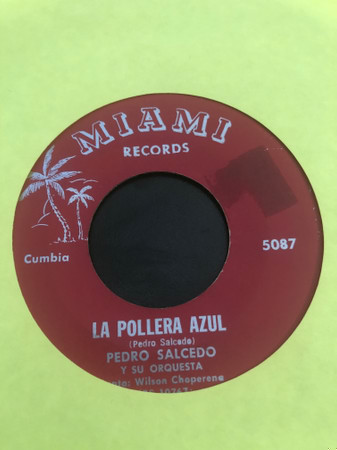 MIAMI
RECORDS
Cumbia
5087
LA POLLERA AZUL
(Pedro Salcedo)
PEDRO SALCEDO
Y SU ORQUESTA
Wilson Choperena